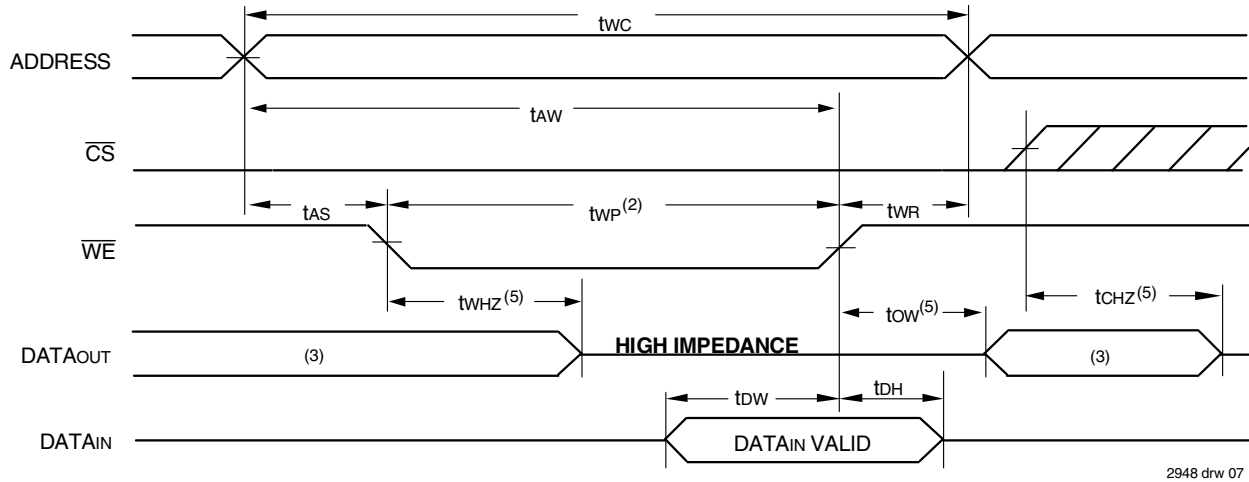 tWC
ADDRESS
tAW
CS
tAS
tWP(2)
tWR
WE
tWHZ(5)
tOW(5)
tCHZ(5)
DATAOUT
(3)
HIGH IMPEDANCE
(3)
tDW
tDH
DATAIN
DATAIN VALID
2948 drw 07